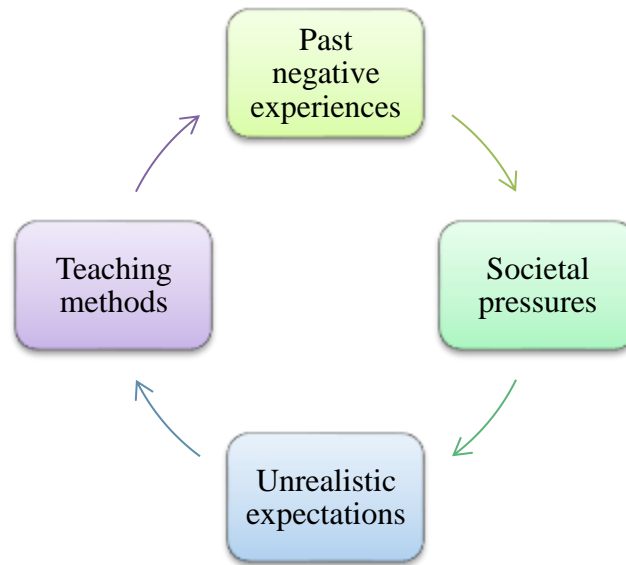 Past
negative
experiences
Societal
pressures
Unrealistic
expectations
Teaching
methods